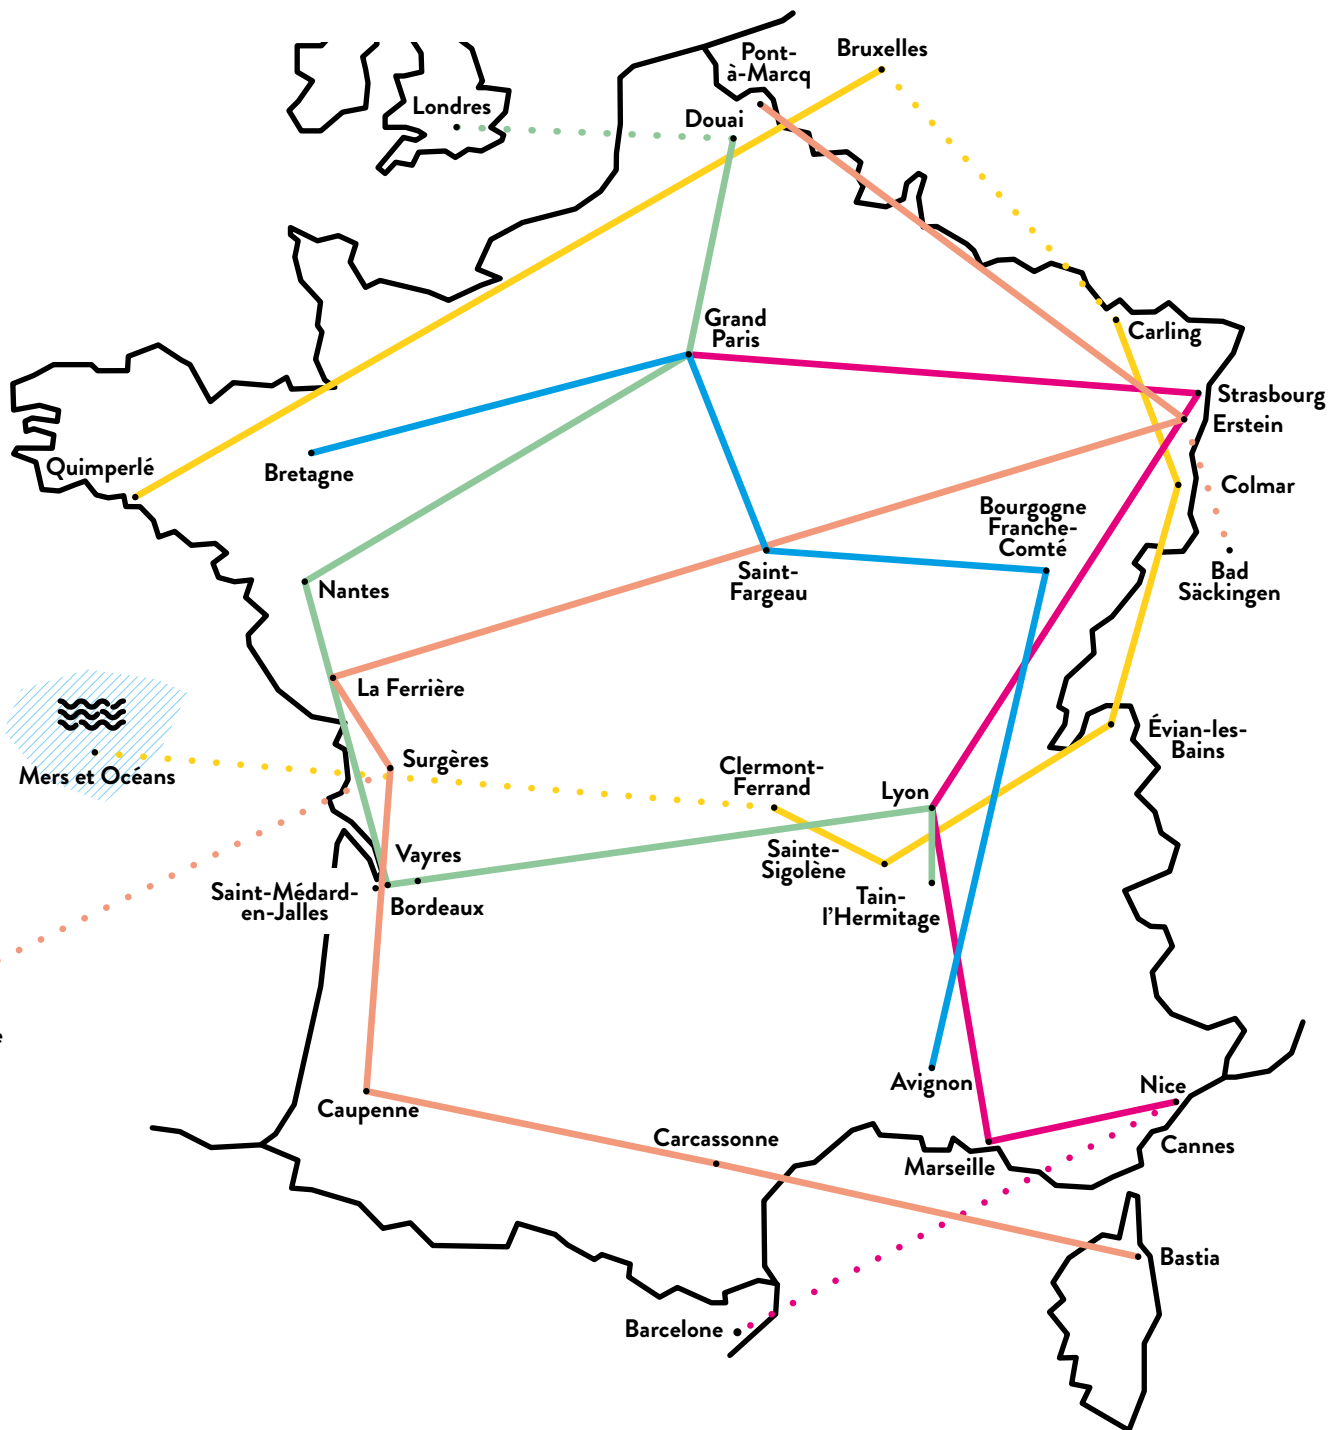 Bruxelles
Pont-
à-Marcq
Londres
Douai
Grand
Paris
Carling
Strasbourg
Erstein
Quimperlé
Bretagne
Colmar
Bourgogne
Franche-
Comté
Saint-
Fargeau
Bad
Säckingen
Nantes
La Ferrière
Évian-les-
Bains
Surgères
Mers et Océans
Clermont-
Ferrand
Lyon
Vayres
Sainte-
Sigolène
Saint-Médard-
en-Jalles
Bordeaux
Tain-
l'Hermitage
Avignon
Nice
Caupenne
Carcassonne
Marseille
Cannes
Bastia
Barcelone